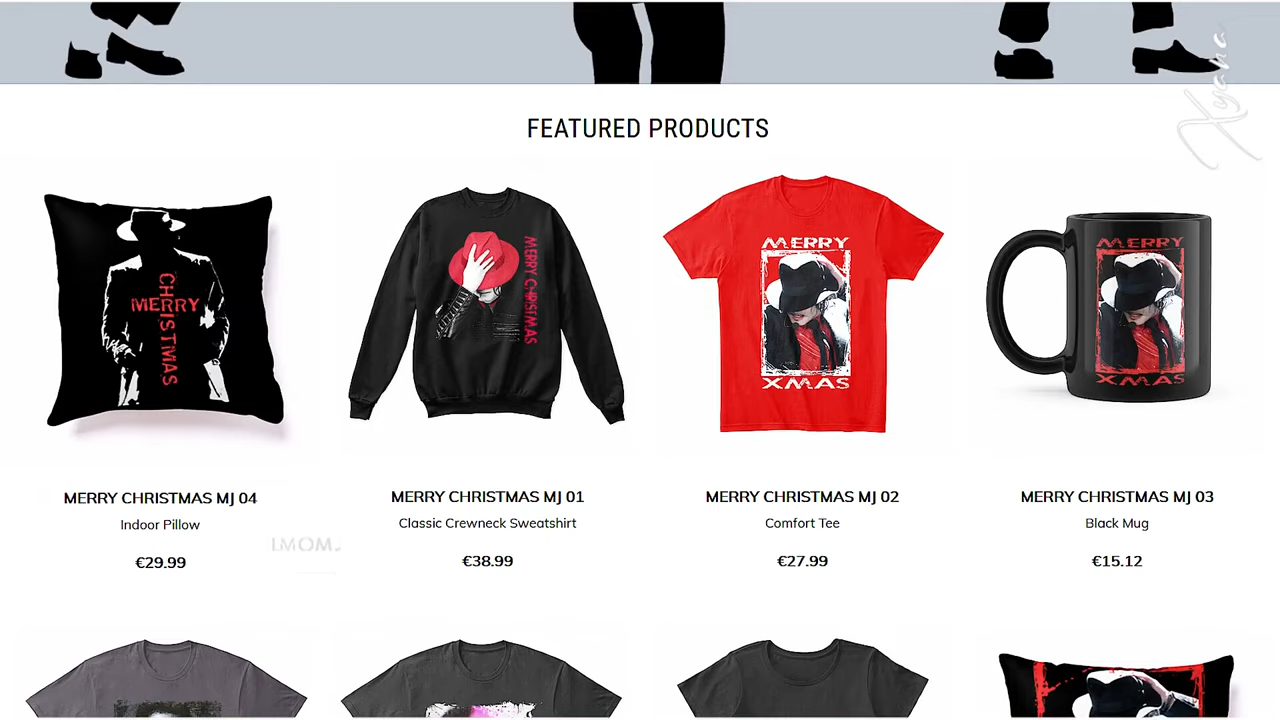 Xyaha
FEATURED PRODUCTS
MERRY
CHRISTMAS
MERRY CHRISTMAS
MERRY
XMAS
MERRY
XMAS
MERRY CHRISTMAS MJ 04
MERRY CHRISTMAS MJ 01
MERRY CHRISTMAS MJ 02
MERRY CHRISTMAS MJ 03
Indoor Pillow
Classic Crewneck Sweatshirt
Comfort Tee
Black Mug
LMOM.
€29.99
€38.99
€27.99
€15.12